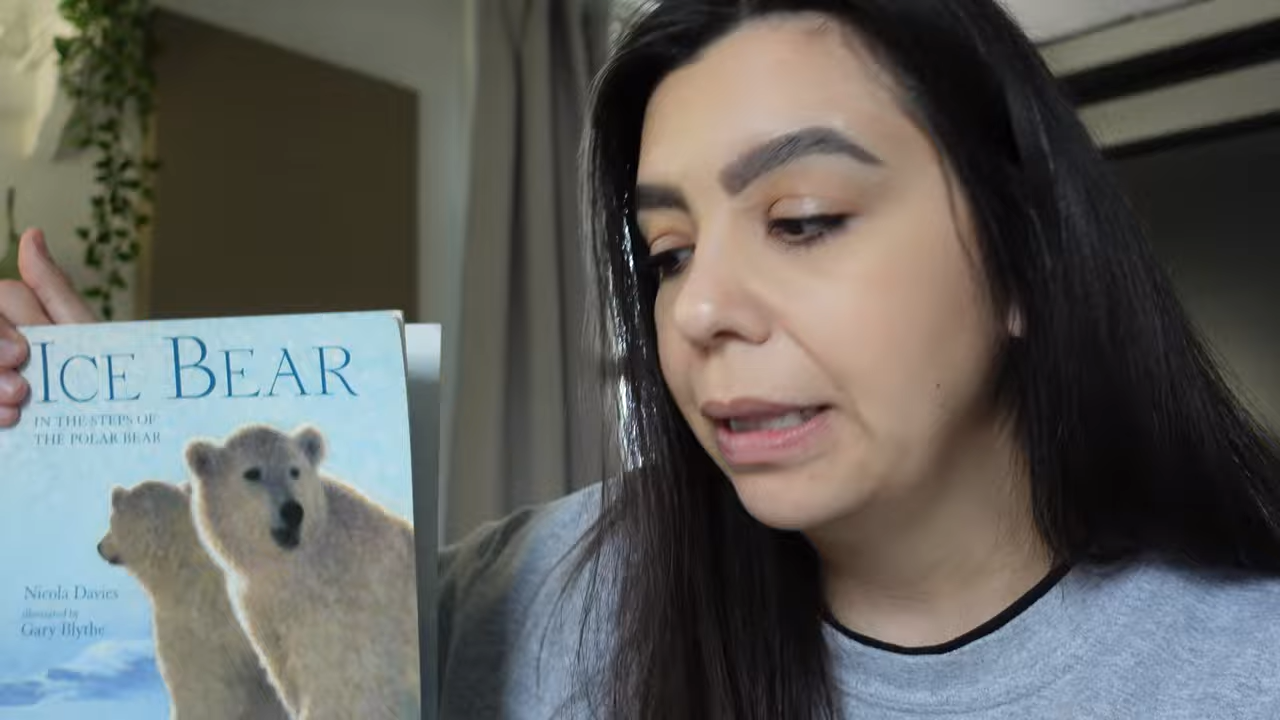 ICE BEAR
IN THE STEPS OF
THE POLAR BEAR
Nicola Davies
illustrated by
Gary Blythe